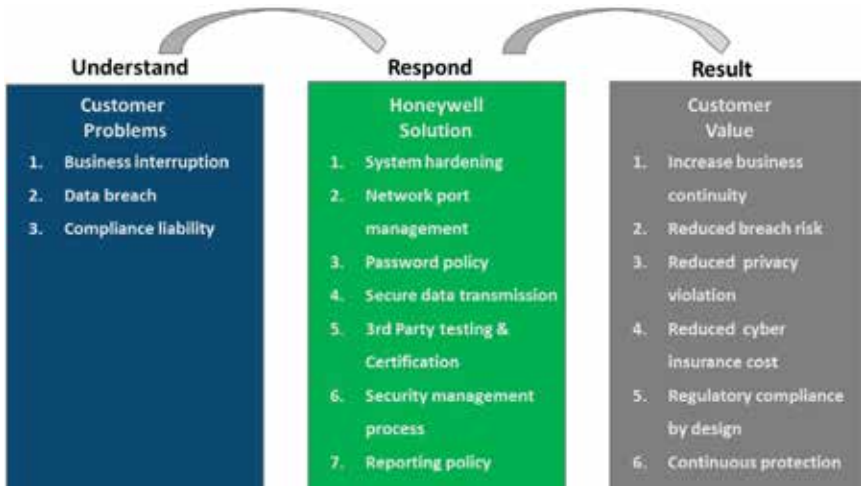 Understand
Customer
Problems
1. Business interruption
2. Data breach
3. Compliance liability
Respond
Honeywell
Solution
1. System hardening
2. Network port
management
3. Password policy
4. Secure data transmission
5. 3rd Party testing &
Certification
6. Security management
process
7. Reporting policy
Result
Customer
Value
1. Increase business
continuity
2. Reduced breach risk
3. Reduced privacy
violation
4. Reduced cyber
insurance cost
5. Regulatory compliance
by design
6. Continuous protection